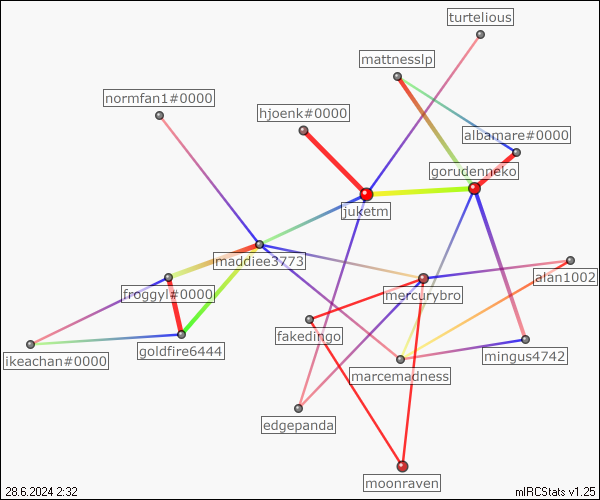 turtelious
mattnesslp
normfan1#0000
hjoenk#0000
albamare#0000
gorudenneko
juketm
maddiee3773
alan1002
froggyl#0000
mercurybro
fakedingo
goldfire6444
mingus4742
ikeachan#0000
marcemadness
edgepanda
moonraven
28.6.2024 2:32
mIRCStats v1.25